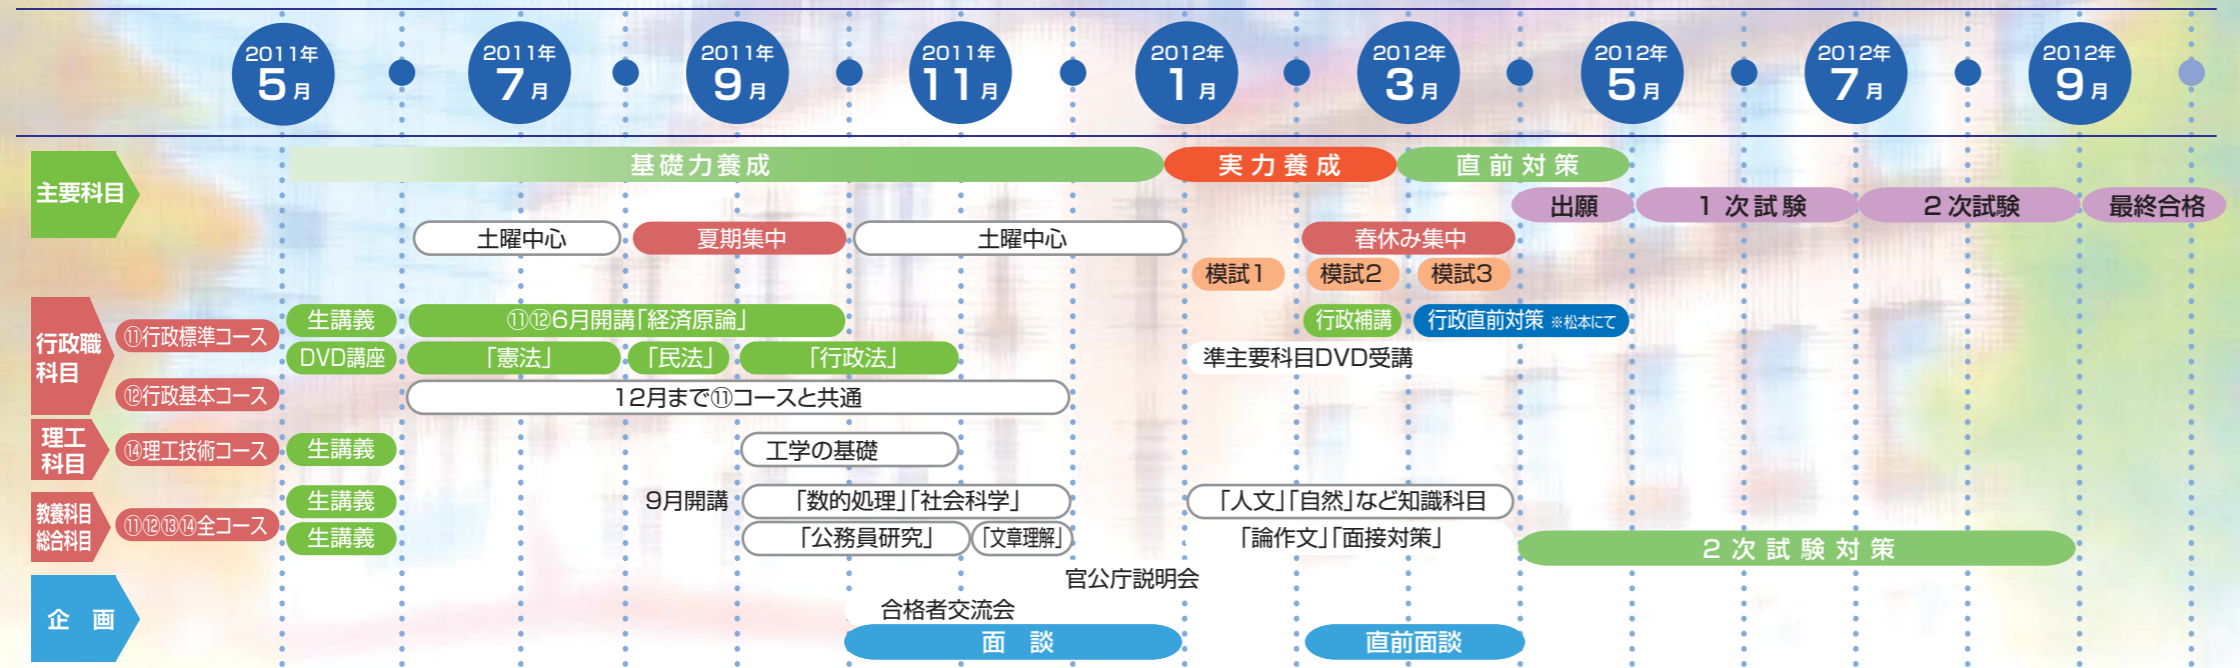 2011年
5月
2011年
7月
2011年
9月
2011年
11月
2012年
1月
2012年
3月
2012年
5月
2012年
7月
2012年
9月
主要科目
基礎力養成
実力養成
直前対策
出願
1次試験
2次試験
最終合格
土曜中心
夏期集中
土曜中心
春休み集中
模試1
模試2
模試3
行政職
科目
⑪行政標準コース
生講義
⑪⑫6月開講「経済原論」
行政補講
行政直前対策 ※松本にて
DVD講座
「憲法」
「民法」
「行政法」
準主要科目DVD受講
⑫行政基本コース
12月まで⑪コースと共通
理工
科目
⑭理工技術コース
生講義
工学の基礎
教養科目
総合科目
⑪⑫⑬⑭全コース
生講義
9月開講
「数的処理」「社会科学」
「人文」「自然」など知識科目
生講義
「公務員研究」
「文章理解」
「論作文」「面接対策」
2次試験対策
企画
官公庁説明会
合格者交流会
面談
直前面談